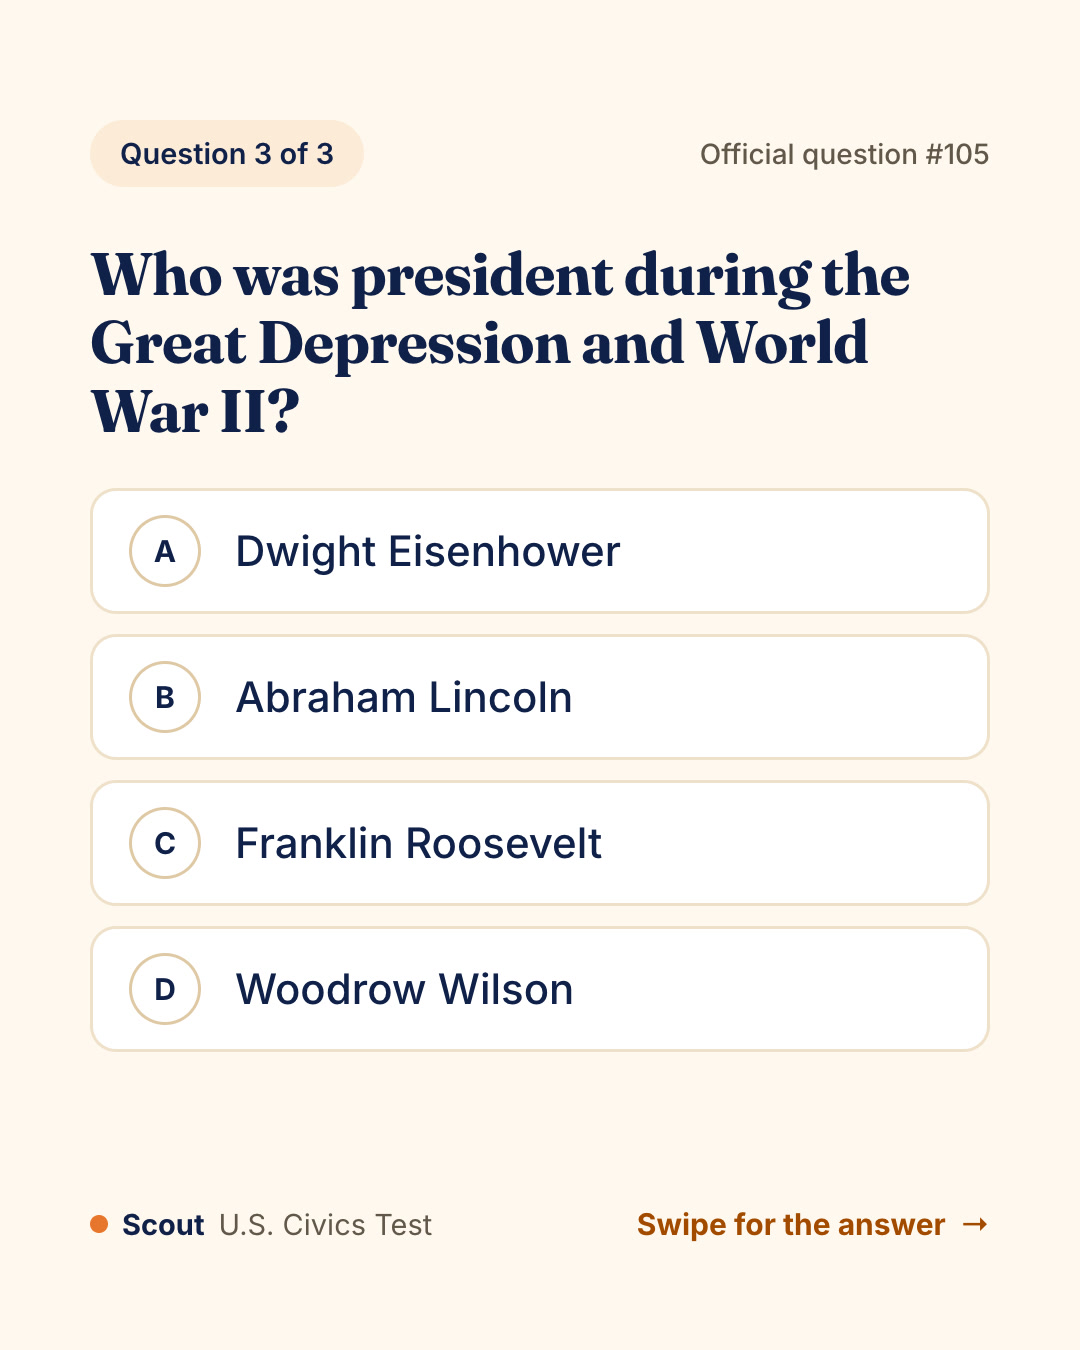 Question 3 of 3
Official question #105
Who was president during the
Great Depression and World
War II?
A Dwight Eisenhower
B Abraham Lincoln
C Franklin Roosevelt
D Woodrow Wilson
Scout U.S. Civics Test
Swipe for the answer →